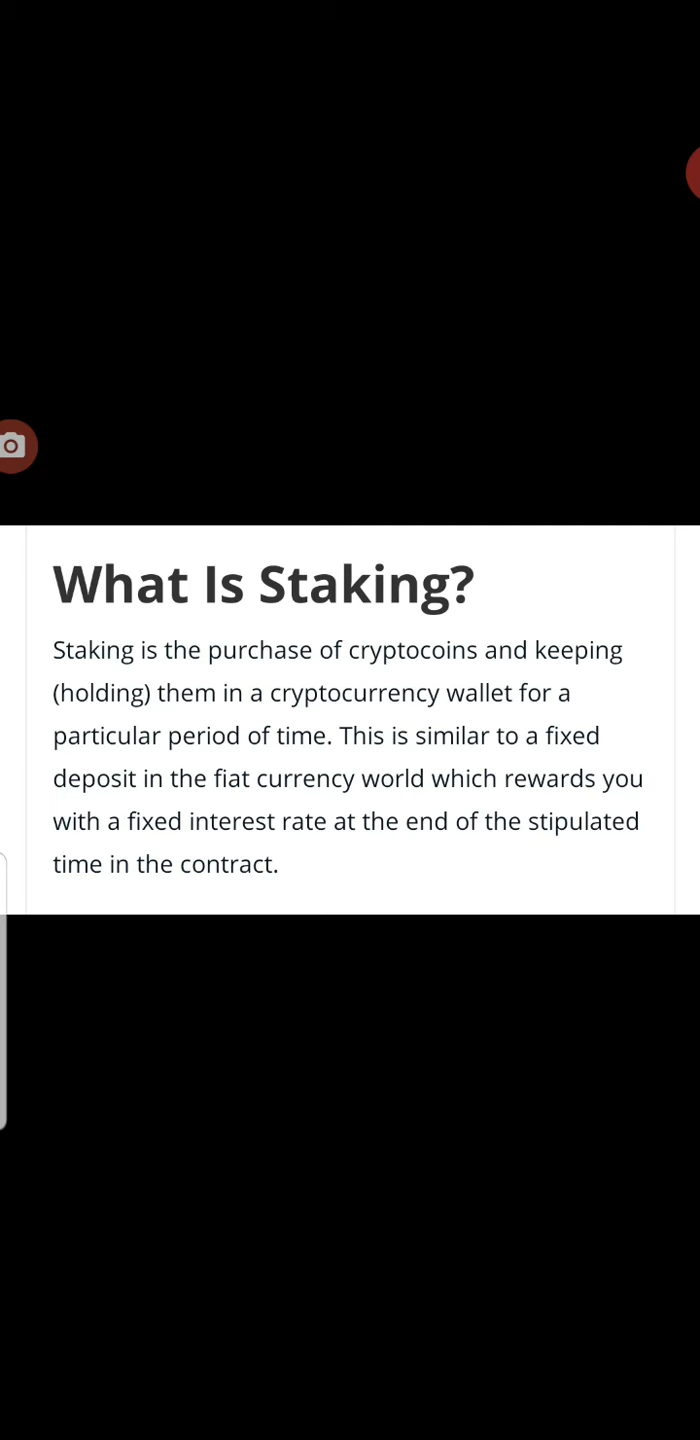 What Is Staking?
Staking is the purchase of cryptocoins and keeping
(holding) them in a cryptocurrency wallet for a
particular period of time. This is similar to a fixed
deposit in the fiat currency world which rewards you
with a fixed interest rate at the end of the stipulated
time in the contract.